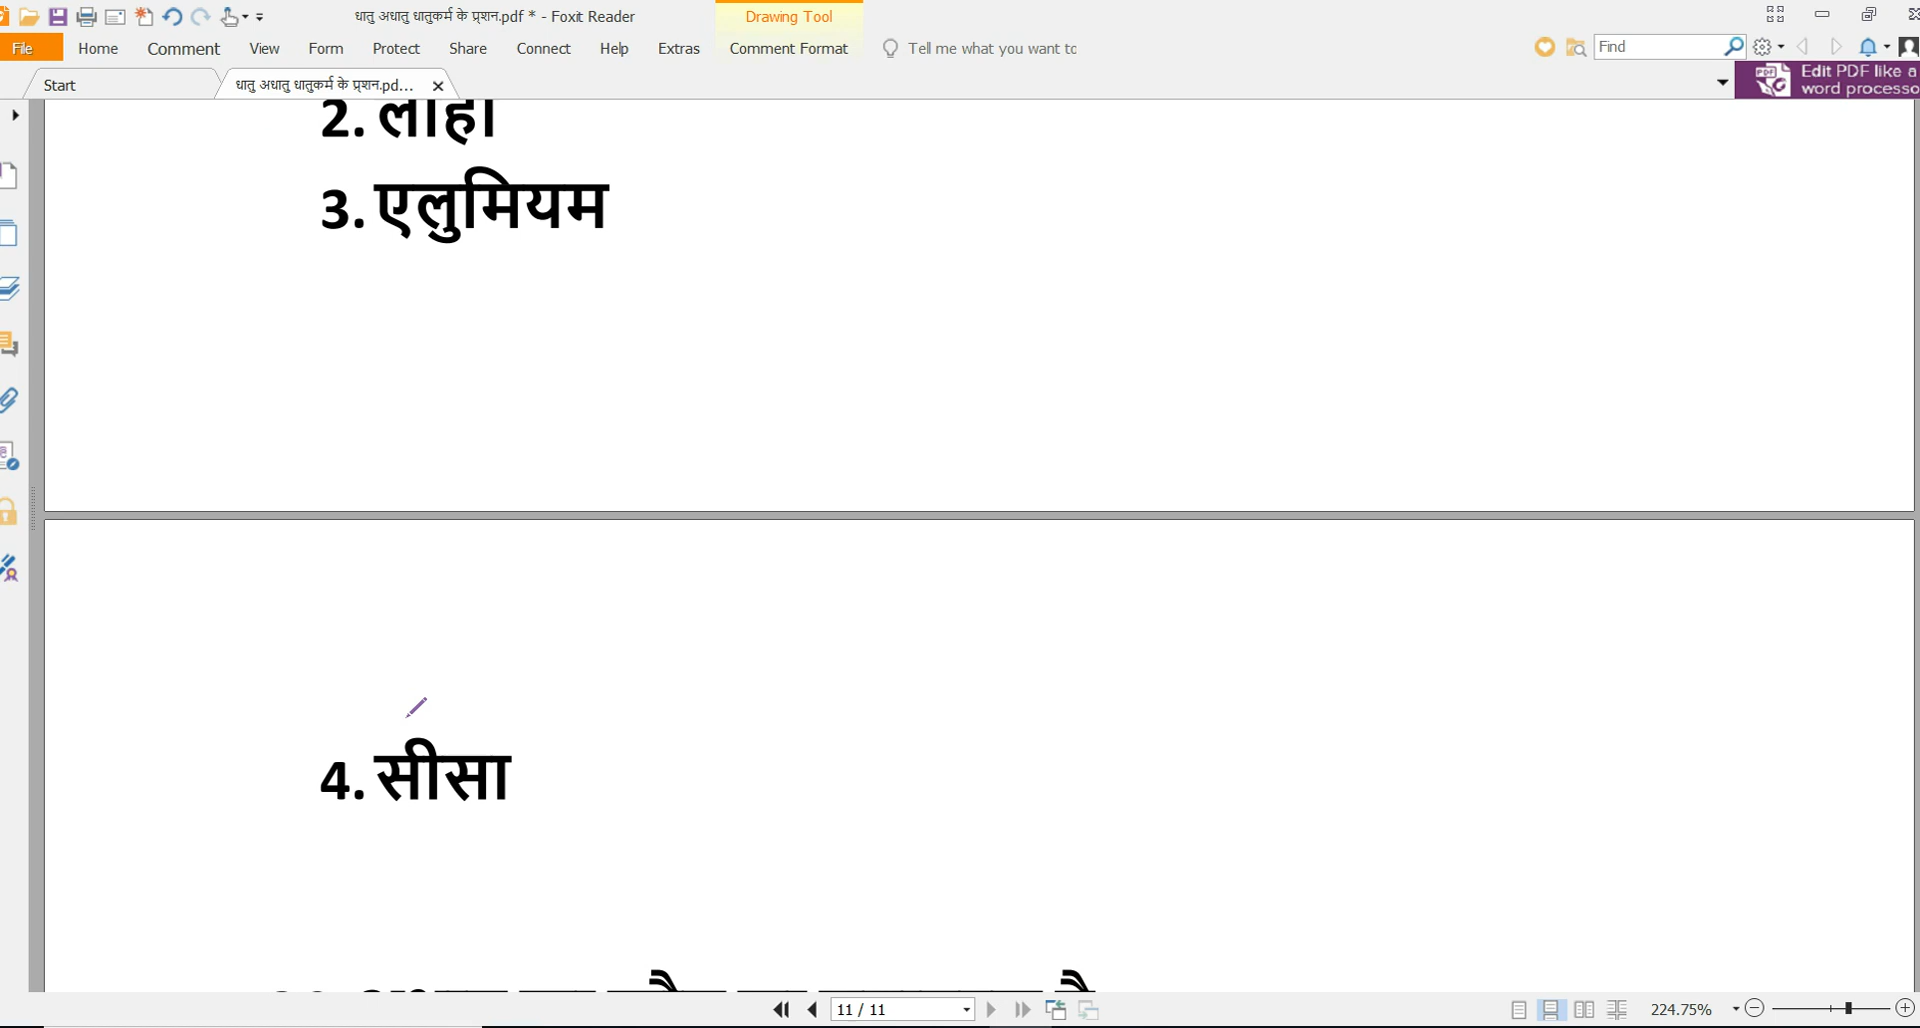 धातु अधातु धातुकर्म के प्रशन.pdf * - Foxit Reader
Drawing Tool
File Home Comment View Form Protect Share Connect Help Extras Comment Format Tell me what you want to Find
Start धातु अधातु धातुकर्म के प्रशन.pd...
Edit PDF like a
word processo
2. लोहा
3. एलुमियम
4. सीसा
11 / 11 224.75%